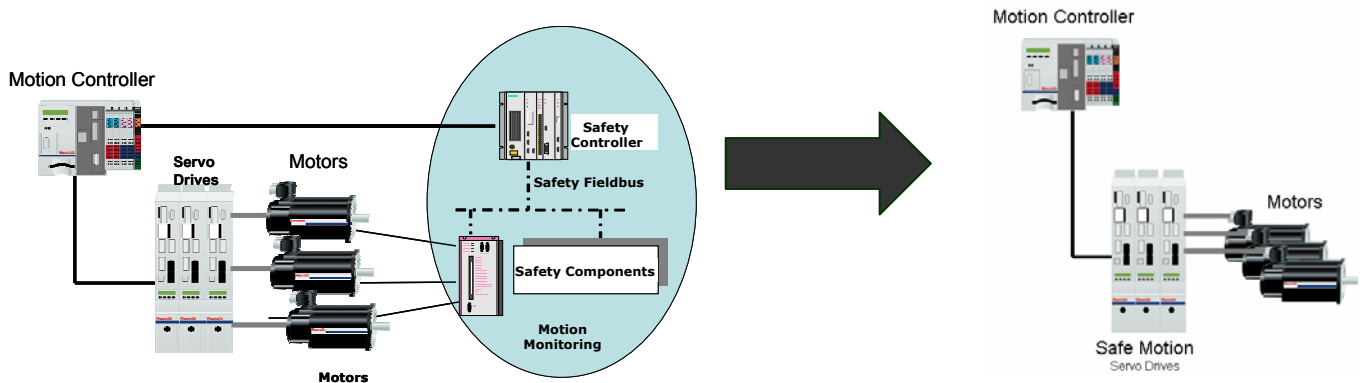 Motion Controller
Servo
Drives
Motors
Motors
Safety
Controller
Safety Fieldbus
Safety Components
Motion
Monitoring
Motion Controller
Motors
Safe Motion
Servo Drives